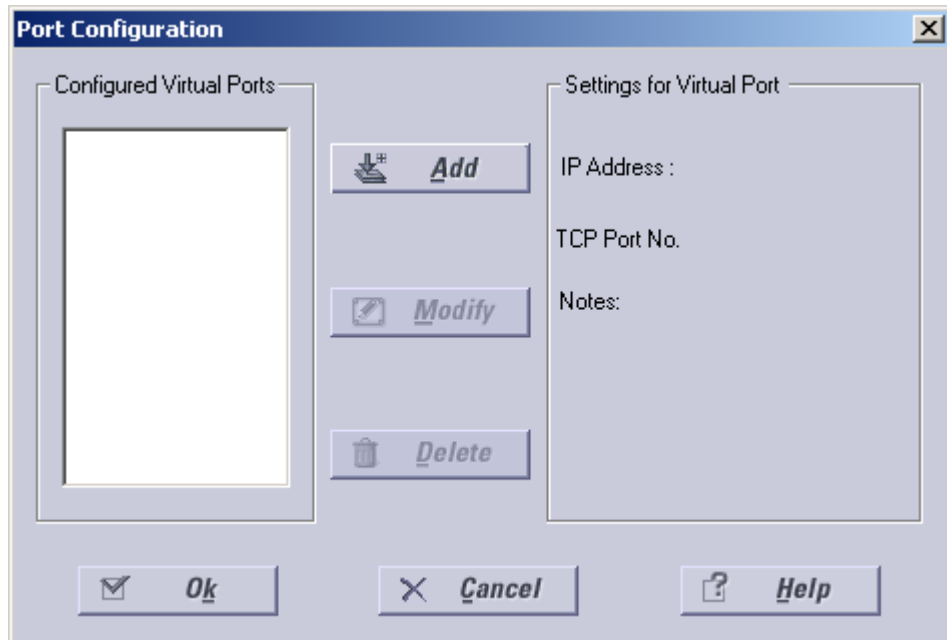 Port Configuration
Configured Virtual Ports
Settings for Virtual Port
Add
IP Address :
TCP Port No.
Modify
Notes:
Delete
Ok
Cancel
Help